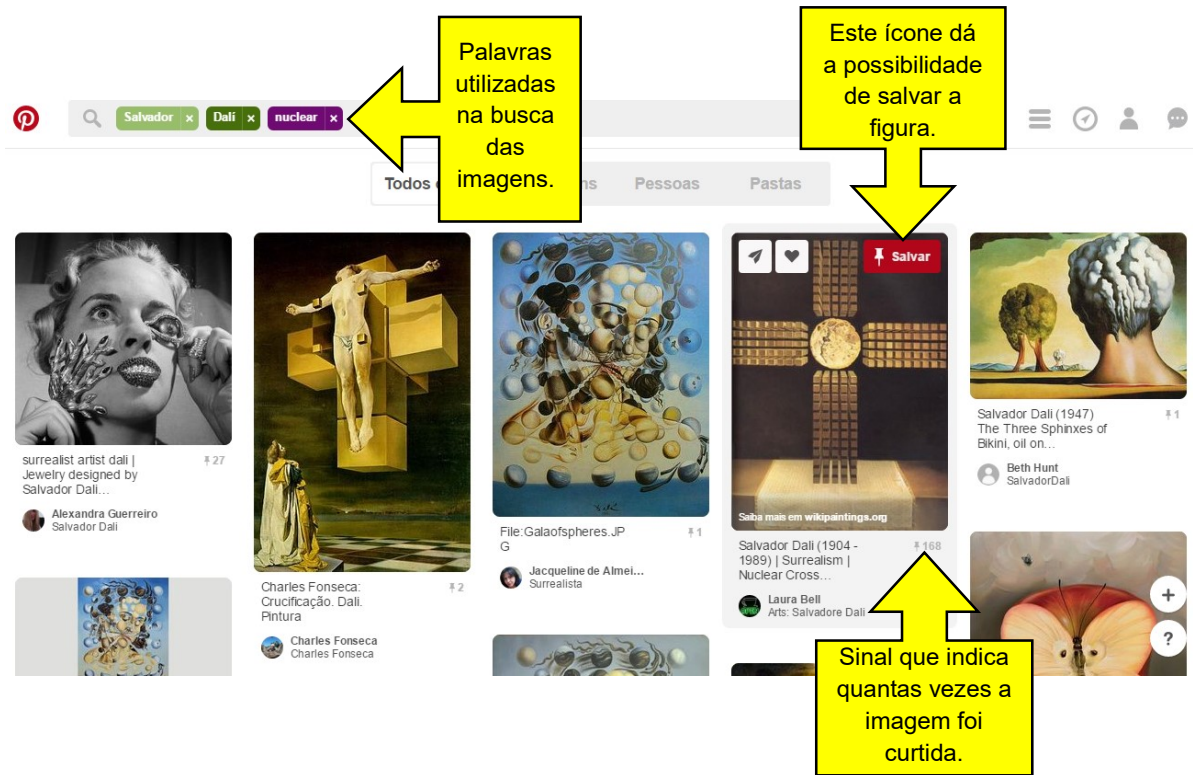 Palavras
utilizadas
na busca
das
imagens.
Este ícone dá
a possibilidade
de salvar a
figura.
Salvador x Dalí x nuclear x
Todos Pessoas Pastas
Salvar
Saiba mais em wikipaintings.org
surrealist artist dali | 27
Jewelry designed by
Salvador Dali...
Alexandra Guerreiro
Salvador Dali
Charles Fonseca: 2
Crucificação. Dali.
Pintura
Charles Fonseca
Charles Fonseca
File:Galaofspheres.JP 1
G
Jacqueline de Almei...
Surrealista
Salvador Dali (1904 - 168
1989) | Surrealism |
Nuclear Cross...
Laura Bell
Arts: Salvadore Dali
Salvador Dali (1947) 1
The Three Sphinxes of
Bikini, oil on...
Beth Hunt
SalvadorDali
+
?
Sinal que indica
quantas vezes a
imagem foi
curtida.